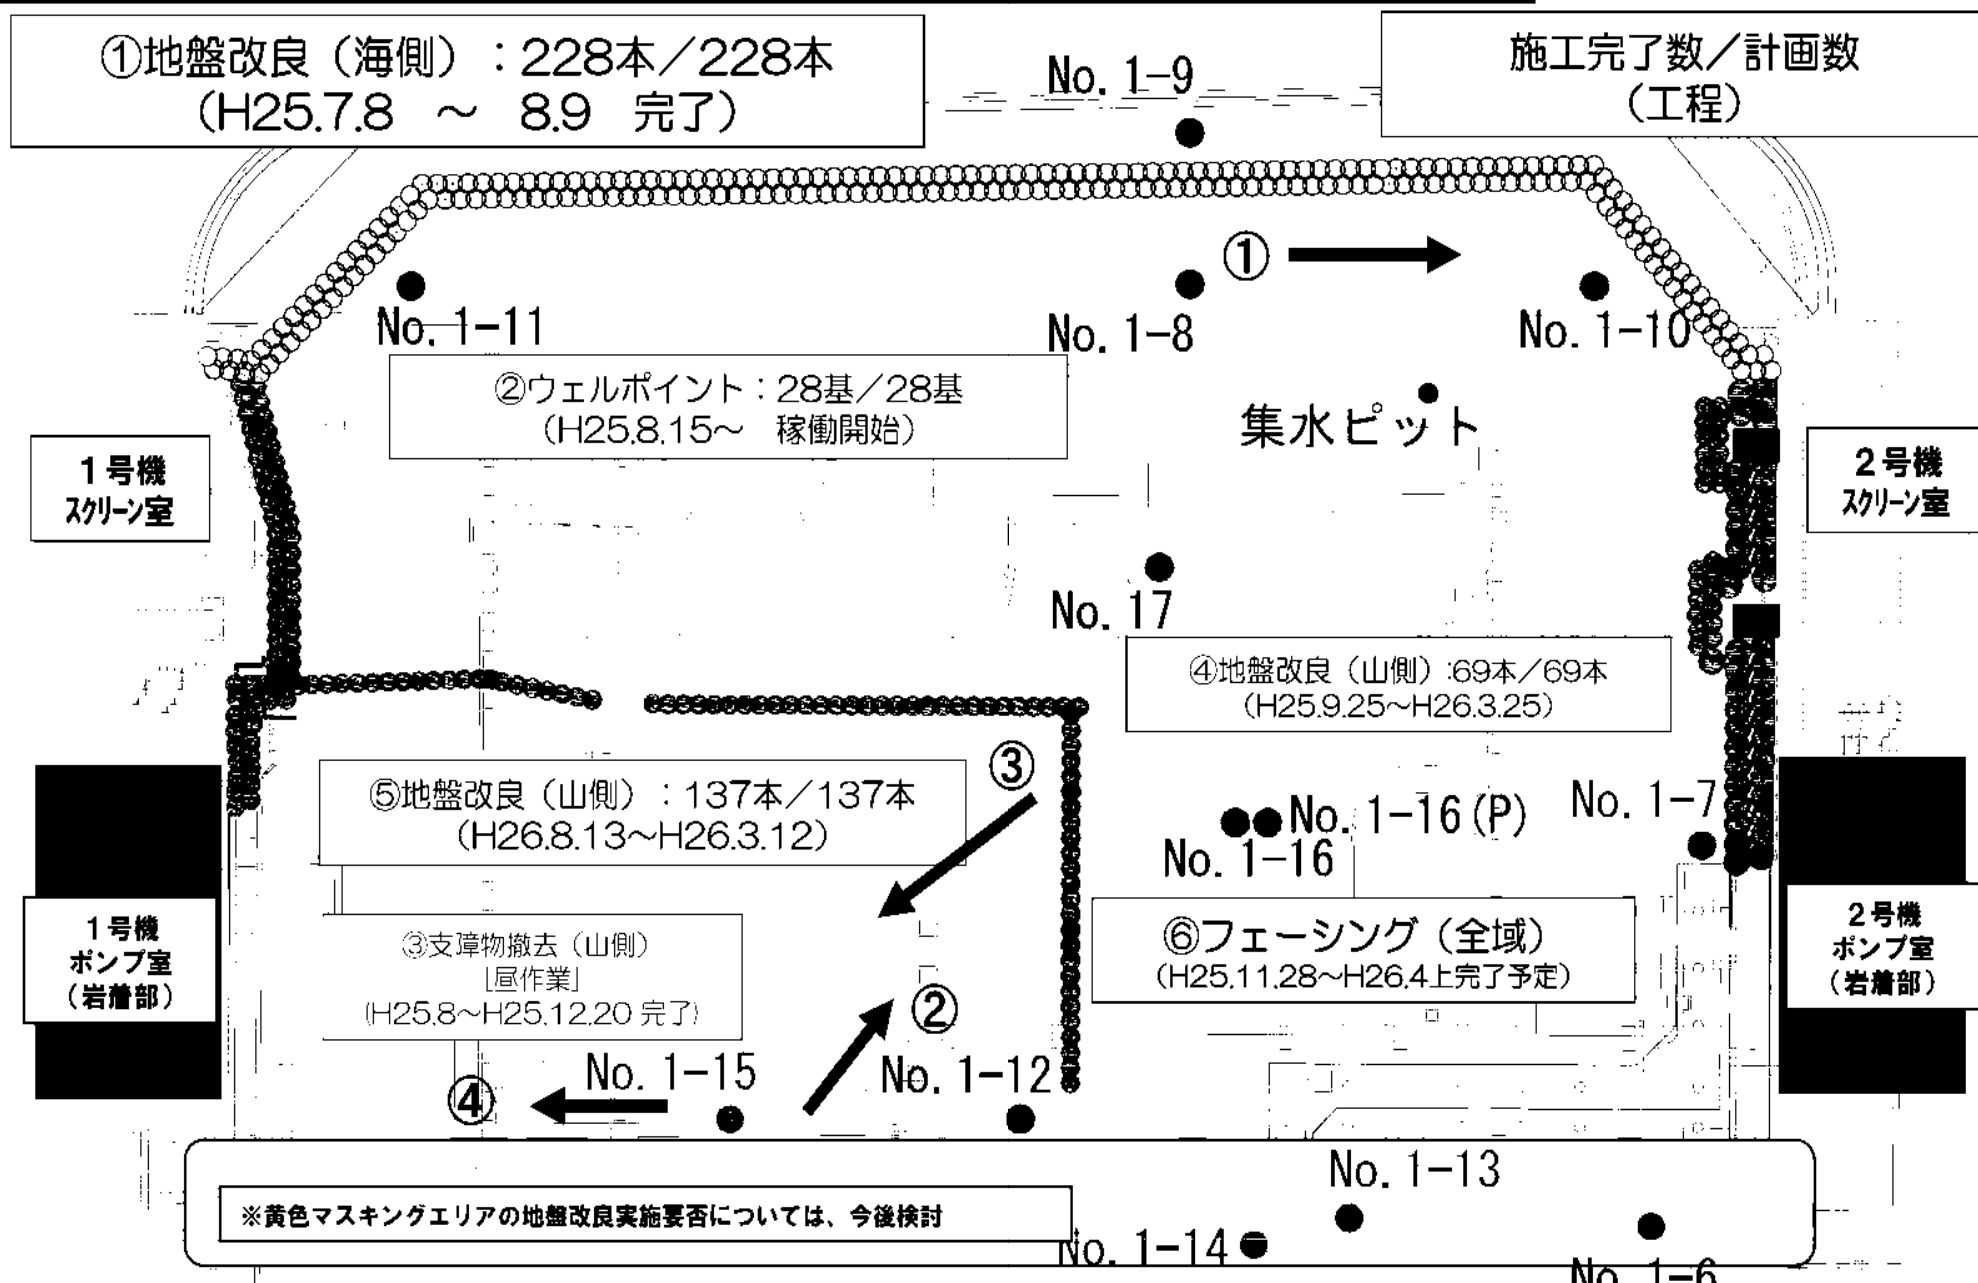 ①地盤改良（海側）：228本／228本
(H25.7.8 ～ 8.9 完了)
No. 1-9
施工完了数／計画数
（工程）
①
No. 1-11
No. 1-8
No. 1-10
②ウェルポイント：28基／28基
(H25.8.15～ 稼働開始)
集水ピット
1号機
スクリーン室
2号機
スクリーン室
No. 17
④地盤改良（山側）:69本／69本
(H25.9.25～H26.3.25)
③
⑤地盤改良（山側）：137本／137本
(H26.8.13～H26.3.12)
No. 1-16(P)
No. 1-7
No. 1-16
1号機
ポンプ室
（岩着部）
③支障物撤去（山側）
[昼作業]
(H25.8～H25.12.20 完了)
⑥フェーシング（全域）
(H25.11.28～H26.4上完了予定)
2号機
ポンプ室
（岩着部）
②
④
No. 1-15
No. 1-12
No. 1-13
※黄色マスキングエリアの地盤改良実施要否については、今後検討
No. 1-14
No. 1-6